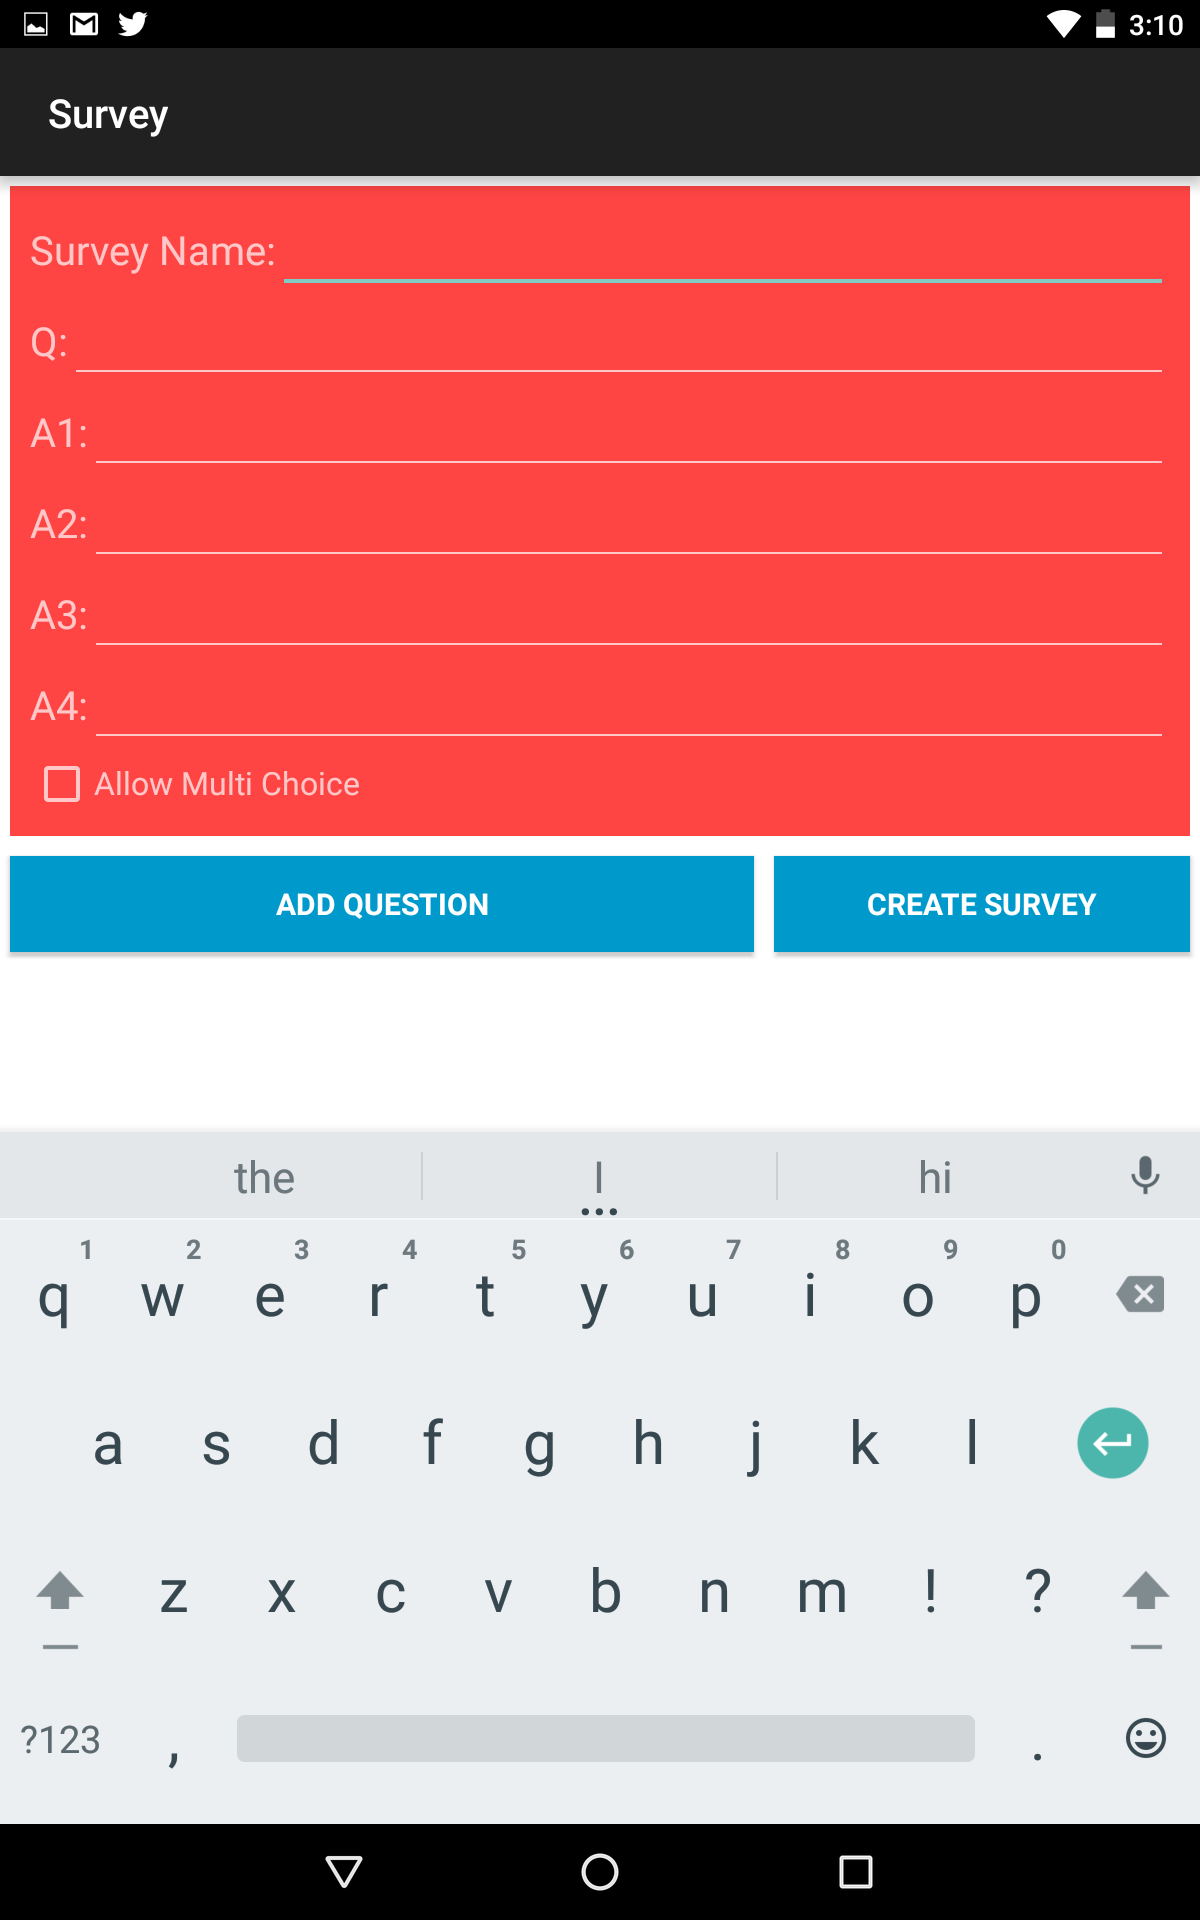 3:10
Survey
Survey Name:
Q:
A1:
A2:
A3:
A4:
Allow Multi Choice
ADD QUESTION CREATE SURVEY
the I hi
1 2 3 4 5 6 7 8 9 0
q w e r t y u i o p
a s d f g h j k l
z x c v b n m ! ?
?123 , .